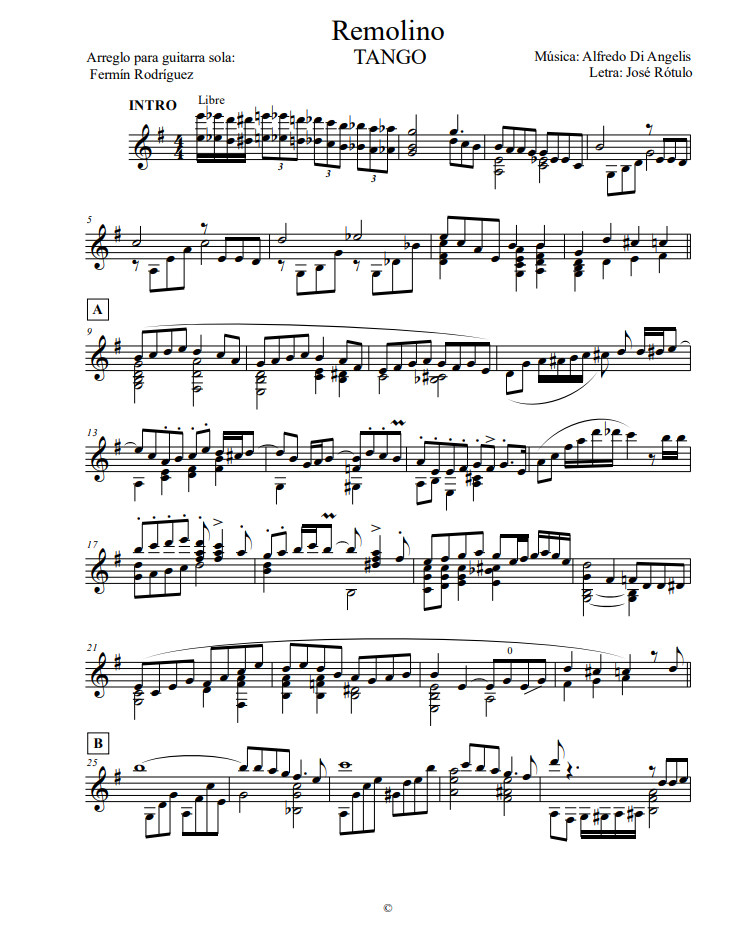 Remolino
TANGO
Arreglo para guitarra sola:
Fermín Rodríguez
Música: Alfredo Di Angelis
Letra: José Rótulo
INTRO
Libre
4
4
3
3
3
5
A
9
13
17
21
0
B
25
©